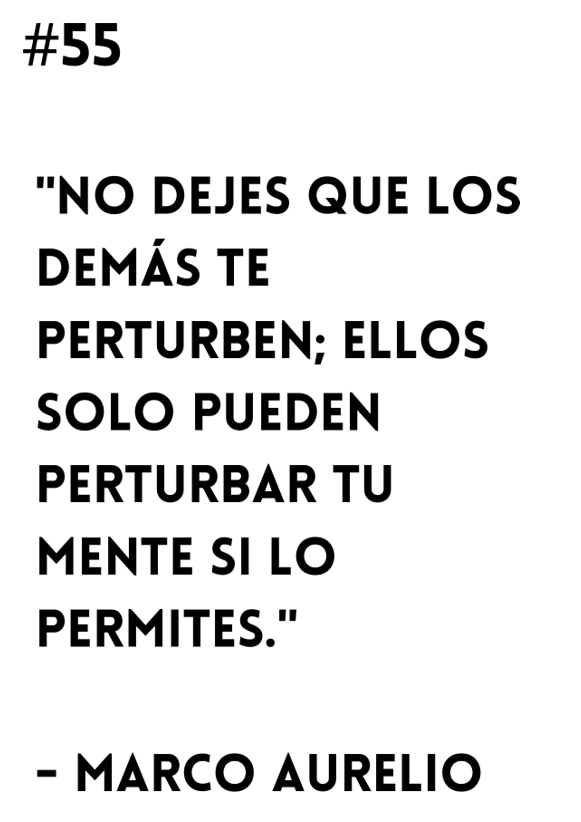 #55
"NO DEJES QUE LOS
DEMÁS TE
PERTURBEN; ELLOS
SOLO PUEDEN
PERTURBAR TU
MENTE SI LO
PERMITES."
- MARCO AURELIO